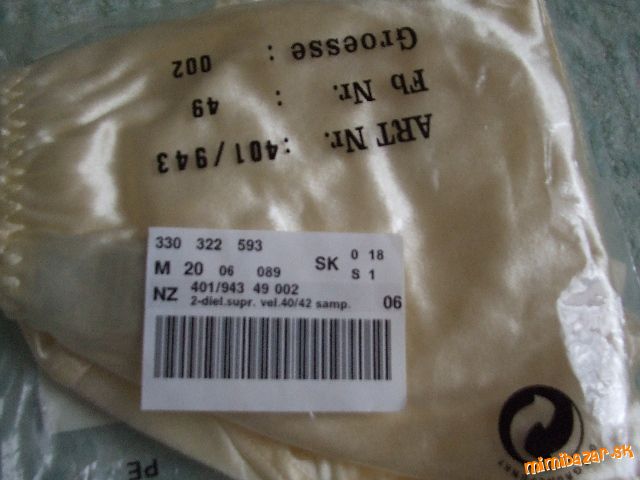 ART Nr. :401/943
Fb Nr. : 49
Groesse : 002
330 322 593
M 20 06 089 SK 0 18
S 1
NZ 401/943 49 002
2-diel.supr. vel.40/42 samp. 06
PE
mimibazar.sk